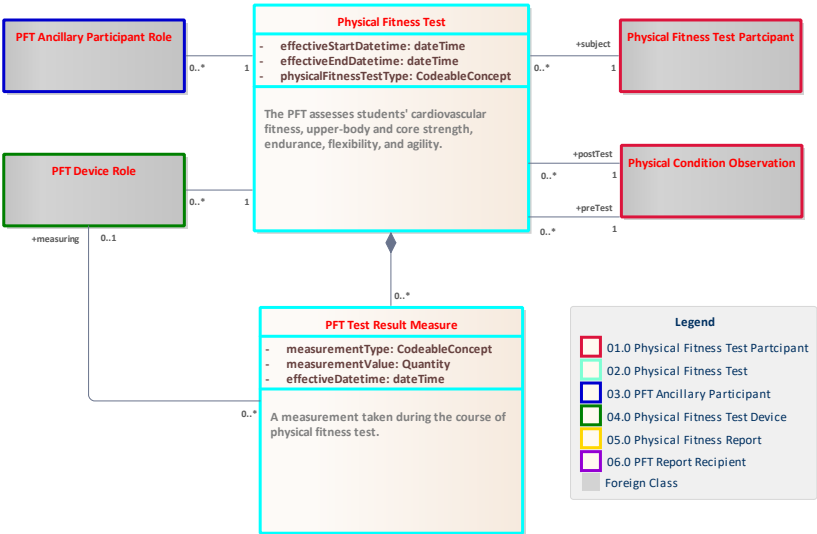 PFT Ancillary Participant Role
0..*
1
Physical Fitness Test
- effectiveStartDatetime: dateTime
- effectiveEndDatetime: dateTime
- physicalFitnessTestType: CodeableConcept
The PFT assesses students' cardiovascular
fitness, upper-body and core strength,
endurance, flexibility, and agility.
+subject
0..*
1
Physical Fitness Test Partcipant
PFT Device Role
0..*
1
+postTest
0..*
1
Physical Condition Observation
+preTest
0..*
1
+measuring
0..1
0..*
PFT Test Result Measure
- measurementType: CodeableConcept
- measurementValue: Quantity
- effectiveDatetime: dateTime
0..*
A measurement taken during the course of
physical fitness test.
Legend
01.0 Physical Fitness Test Partcipant
02.0 Physical Fitness Test
03.0 PFT Ancillary Participant
04.0 Physical Fitness Test Device
05.0 Physical Fitness Report
06.0 PFT Report Recipient
Foreign Class